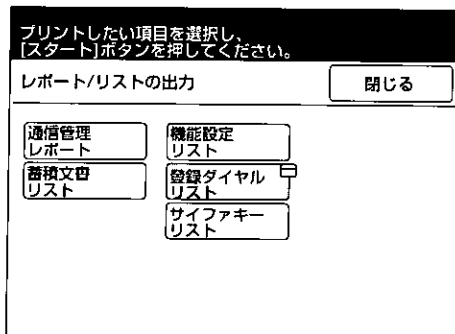 プリントしたい項目を選択し、
[スタート]ボタンを押してください。
レポート/リストの出力
閉じる
通信管理
レポート
機能設定
リスト
蓄積文書
リスト
登録ダイヤル
リスト
サイファキー
リスト